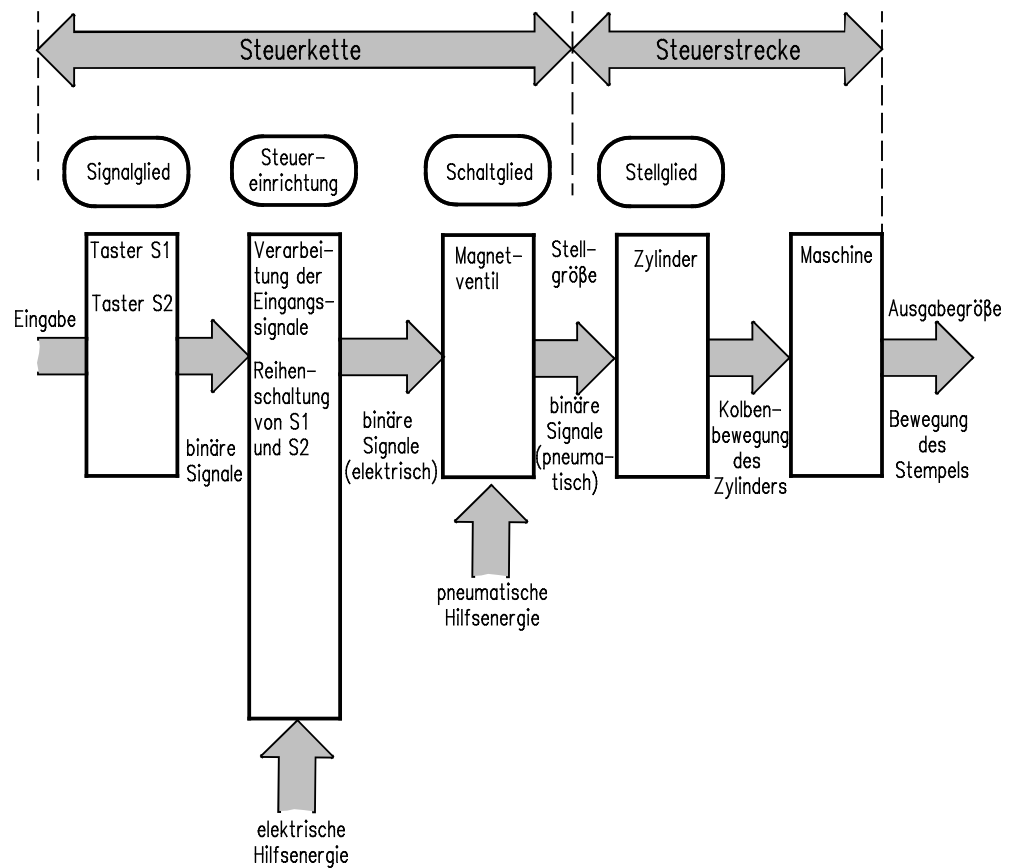 Steuerkette
Steuerstrecke
Signalglied
Steuer-
einrichtung
Schaltglied
Stellglied
Eingabe
Taster S1
Taster S2
binäre
Signale
Verarbei-
tung der
Eingangs-
signale
Reihen-
schaltung
von S1
und S2
elektrische
Hilfsenergie
binäre
Signale
(elektrisch)
Magnet-
ventil
pneumatische
Hilfsenergie
Stell-
größe
binäre
Signale
(pneuma-
tisch)
Zylinder
Kolben-
bewegung
des
Zylinders
Maschine
Ausgabegröße
Bewegung
des
Stempels